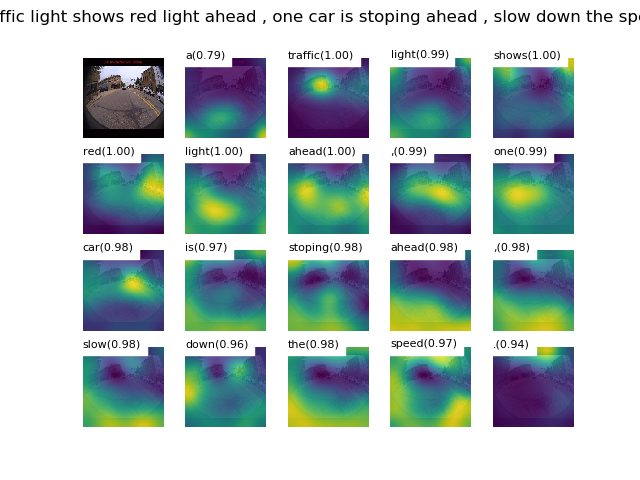 ffic light shows red light ahead , one car is stoping ahead , slow down the spe
a(0.79)
traffic(1.00)
light(0.99)
shows(1.00)
red(1.00)
light(1.00)
ahead(1.00)
,(0.99)
one(0.99)
car(0.98)
is(0.97)
stoping(0.98)
ahead(0.98)
,(0.98)
slow(0.98)
down(0.96)
the(0.98)
speed(0.97)
.(0.94)